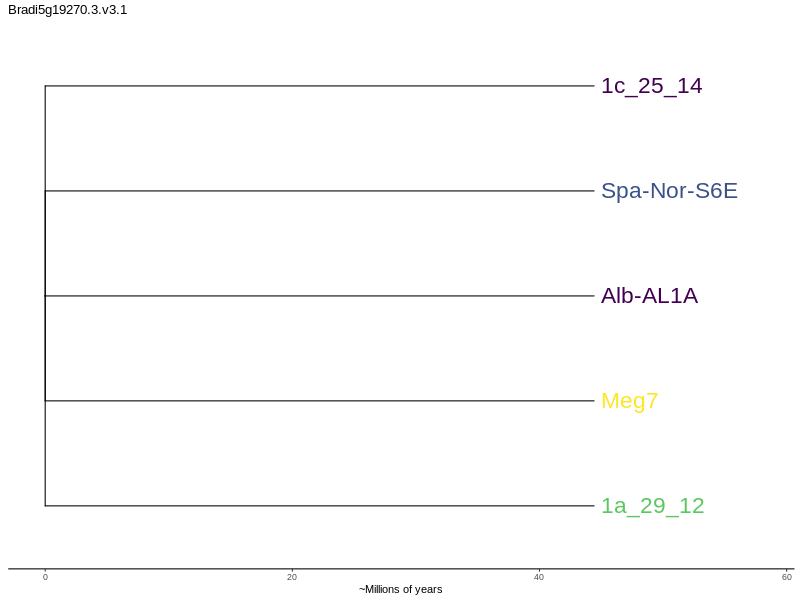 Bradi5g19270.3.v3.1
1c_25_14
Spa-Nor-S6E
Alb-AL1A
Meg7
1a_29_12
0
20
40
60
~Millions of years